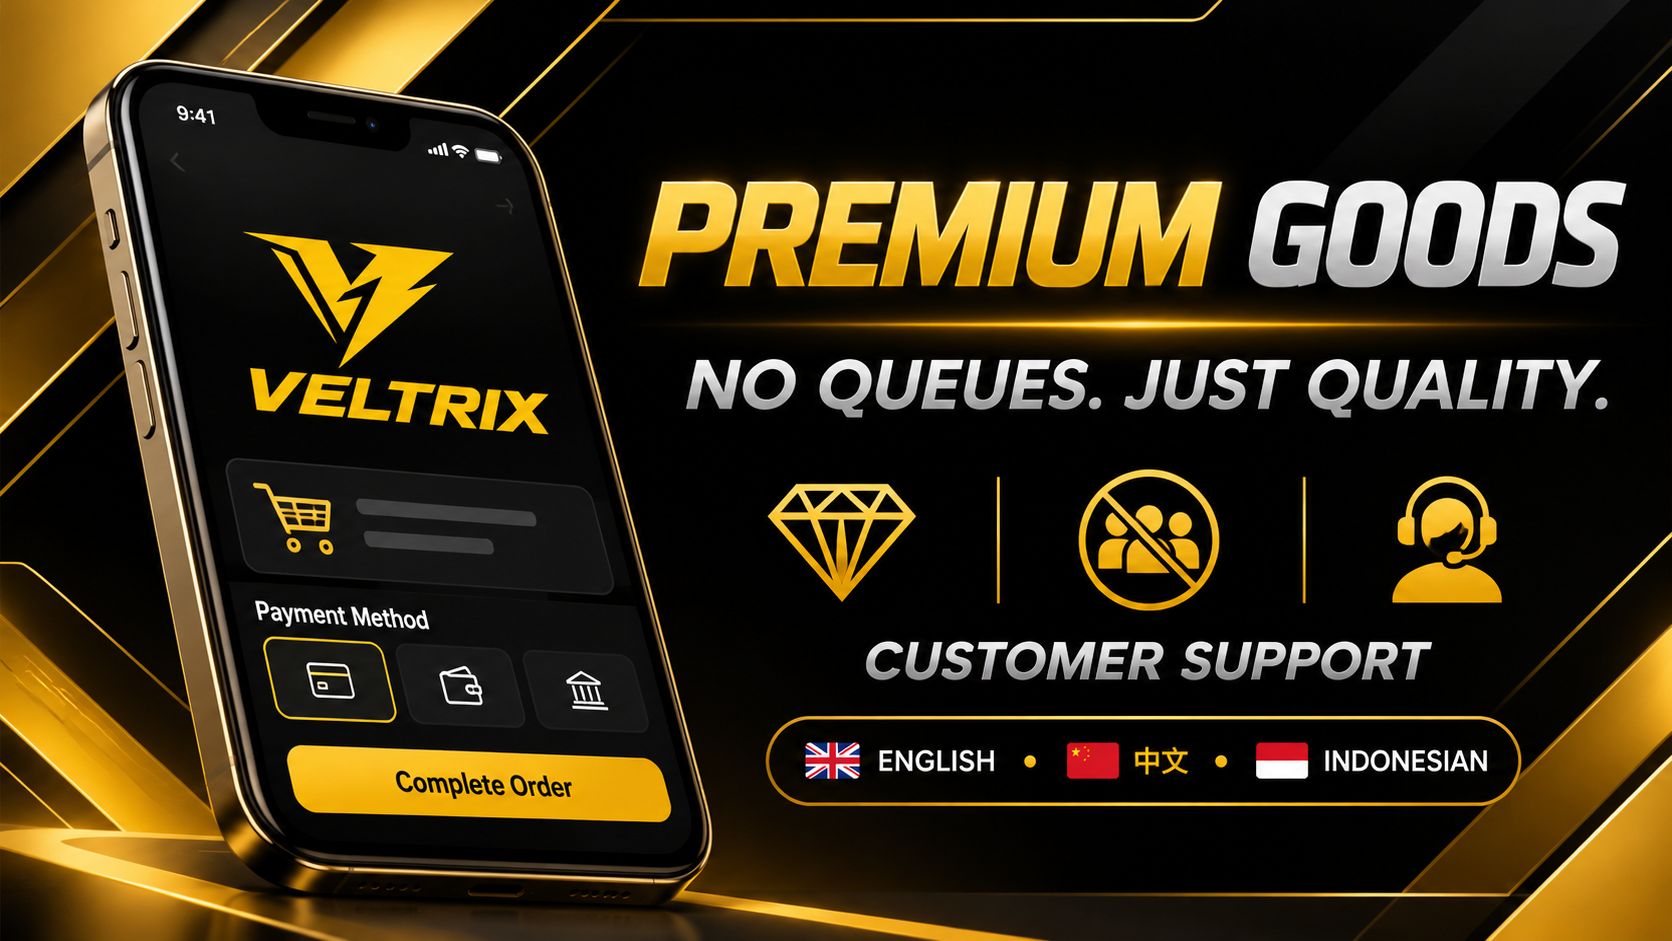 9:41
VELTRIX
Payment Method
Complete Order
PREMIUM GOODS
NO QUEUES. JUST QUALITY.
CUSTOMER SUPPORT
ENGLISH • 中文 • INDONESIAN